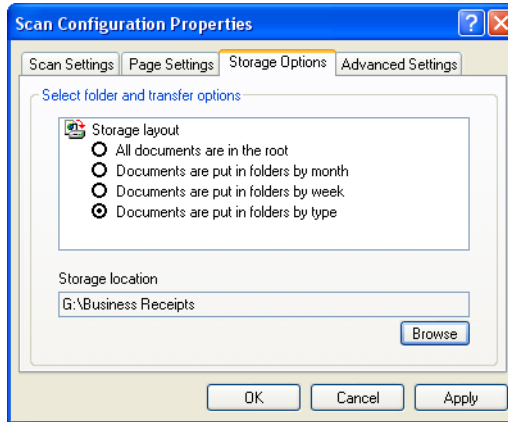 Scan Configuration Properties
Scan Settings Page Settings Storage Options Advanced Settings
Select folder and transfer options
Storage layout
All documents are in the root
Documents are put in folders by month
Documents are put in folders by week
Documents are put in folders by type
Storage location
G:\Business Receipts
Browse
OK Cancel Apply